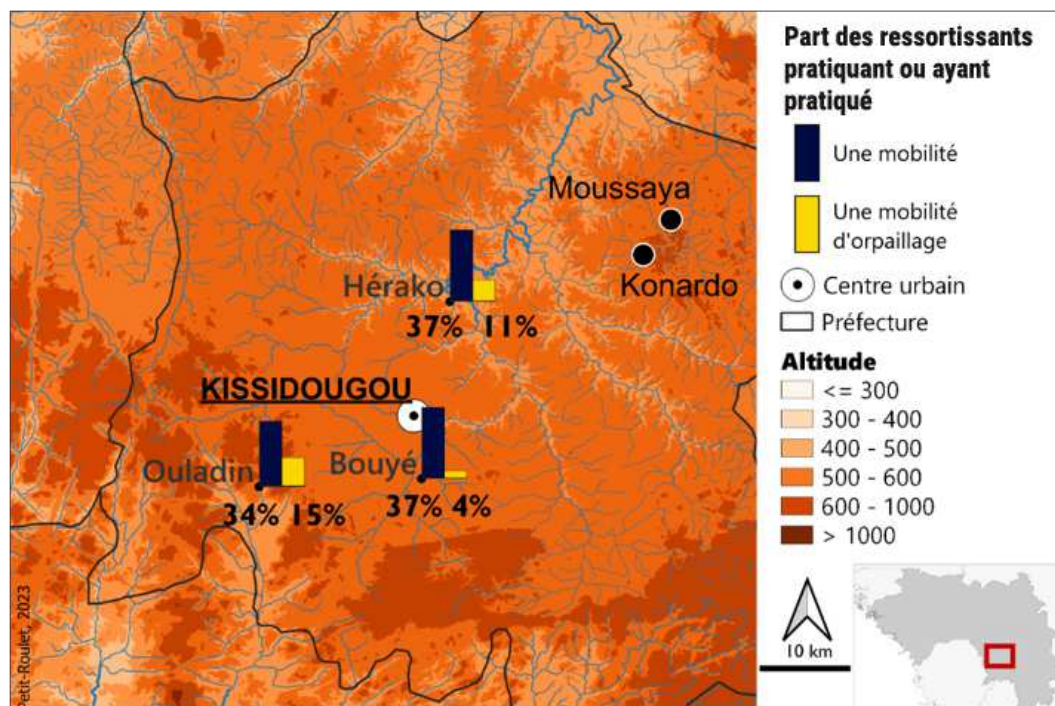 Moussaya
Konardo
Hérako
37% 11%
KISSIDOUGOU
Ouladin
34% 15%
Bouyé
37% 4%
Petit-Roulet, 2023
Part des ressortissants
pratiquant ou ayant
pratiqué
Une mobilité
Une mobilité
d'orpaillage
Centre urbain
Préfecture
Altitude
<= 300
300 - 400
400 - 500
500 - 600
600 - 1000
> 1000
10 km